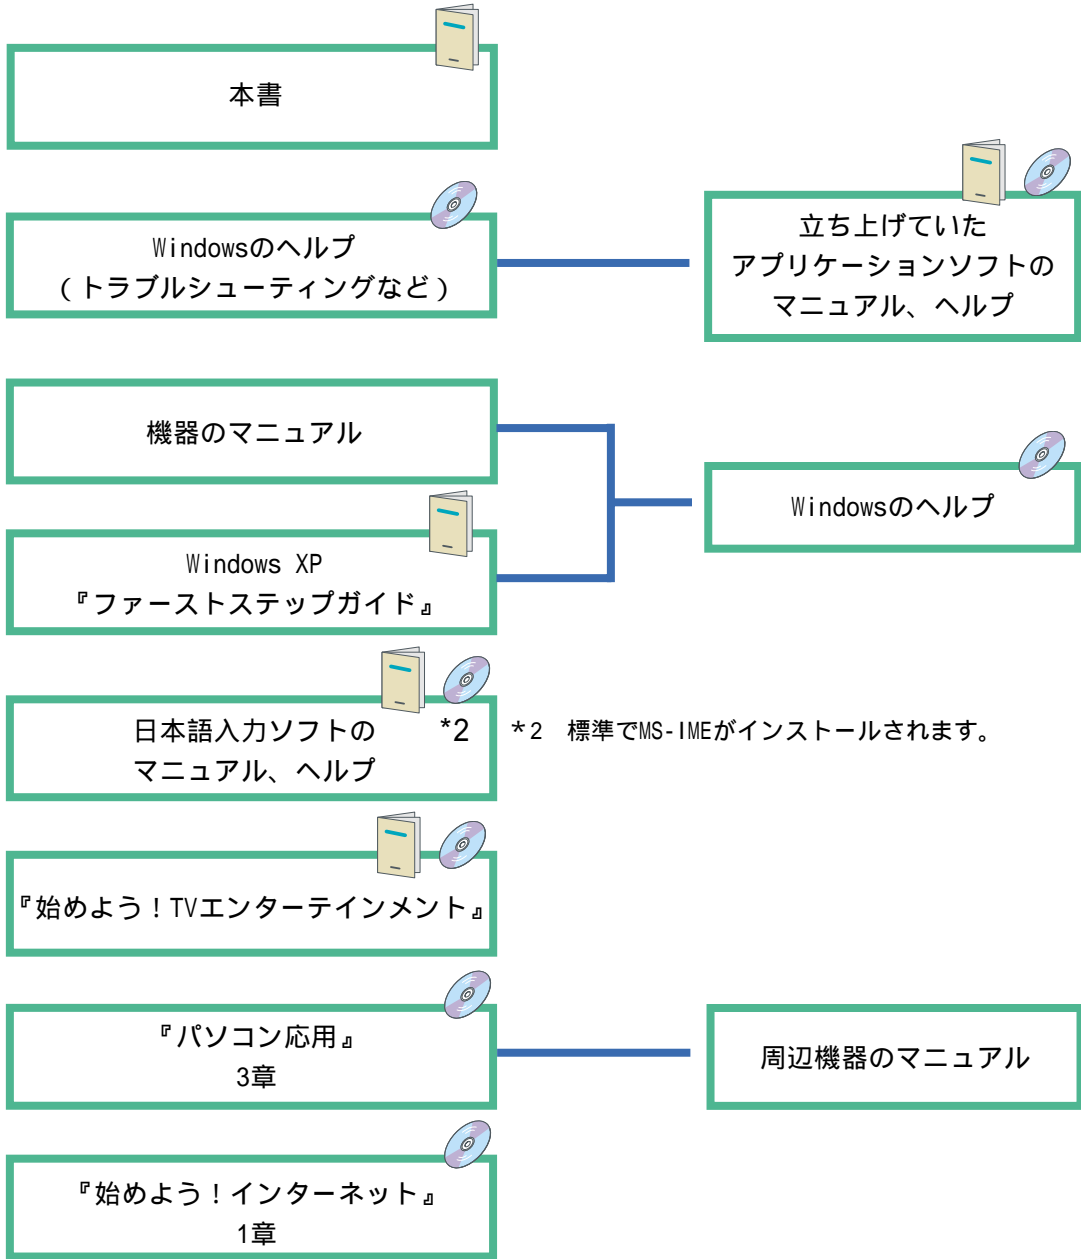 本書
Windowsのヘルプ
(トラブルシューティングなど)
立ち上げていた
アプリケーションソフトの
マニュアル、ヘルプ
機器のマニュアル
Windows XP
『ファーストステップガイド』
Windowsのヘルプ
日本語入力ソフトの *2
マニュアル、ヘルプ
*2 標準でMS-IMEがインストールされます。
『始めよう!TVエンターテインメント』
『パソコン応用』
3章
周辺機器のマニュアル
『始めよう!インターネット』
1章